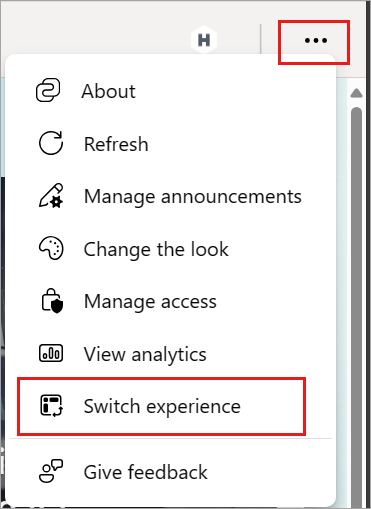 H
About
Refresh
Manage announcements
Change the look
Manage access
View analytics
Switch experience
Give feedback